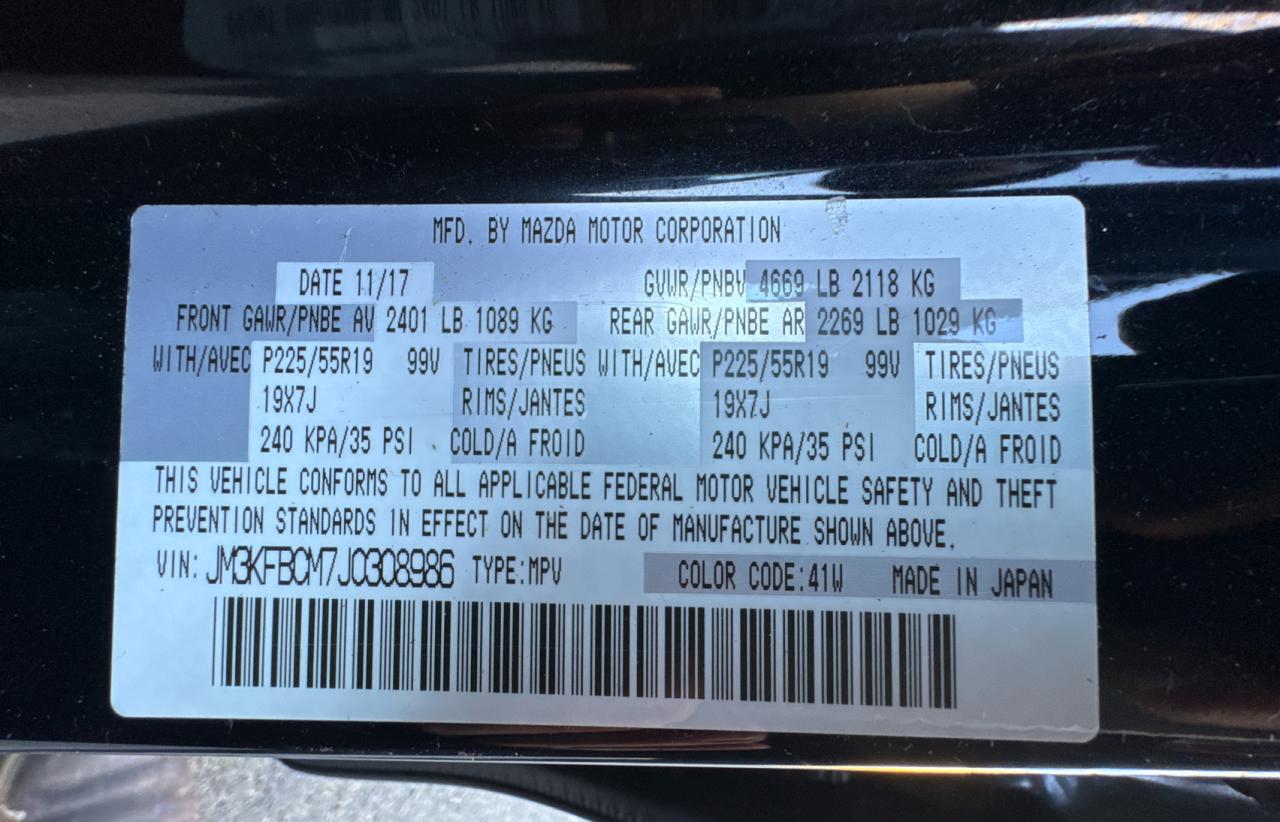 MFD. BY MAZDA MOTOR CORPORATION
DATE 11/17 GVWR/PNBV 4669 LB 2118 KG
FRONT GAWR/PNBE AV 2401 LB 1089 KG REAR GAWR/PNBE AR 2269 LB 1029 KG
WITH/AVEC P225/55R19 99V TIRES/PNEUS WITH/AVEC P225/55R19 99V TIRES/PNEUS
19X7J RIMS/JANTES 19X7J RIMS/JANTES
240 KPA/35 PSI COLD/A FROID 240 KPA/35 PSI COLD/A FROID
THIS VEHICLE CONFORMS TO ALL APPLICABLE FEDERAL MOTOR VEHICLE SAFETY AND THEFT
PREVENTION STANDARDS IN EFFECT ON THE DATE OF MANUFACTURE SHOWN ABOVE.
VIN: JM3KFBCM7J0308986 TYPE:MPV COLOR CODE:41W MADE IN JAPAN